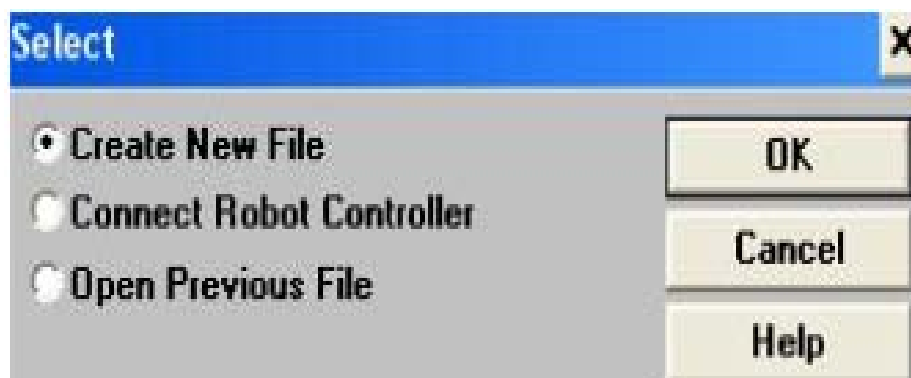 Select
X
Create New File
OK
Connect Robot Controller
Cancel
Open Previous File
Help